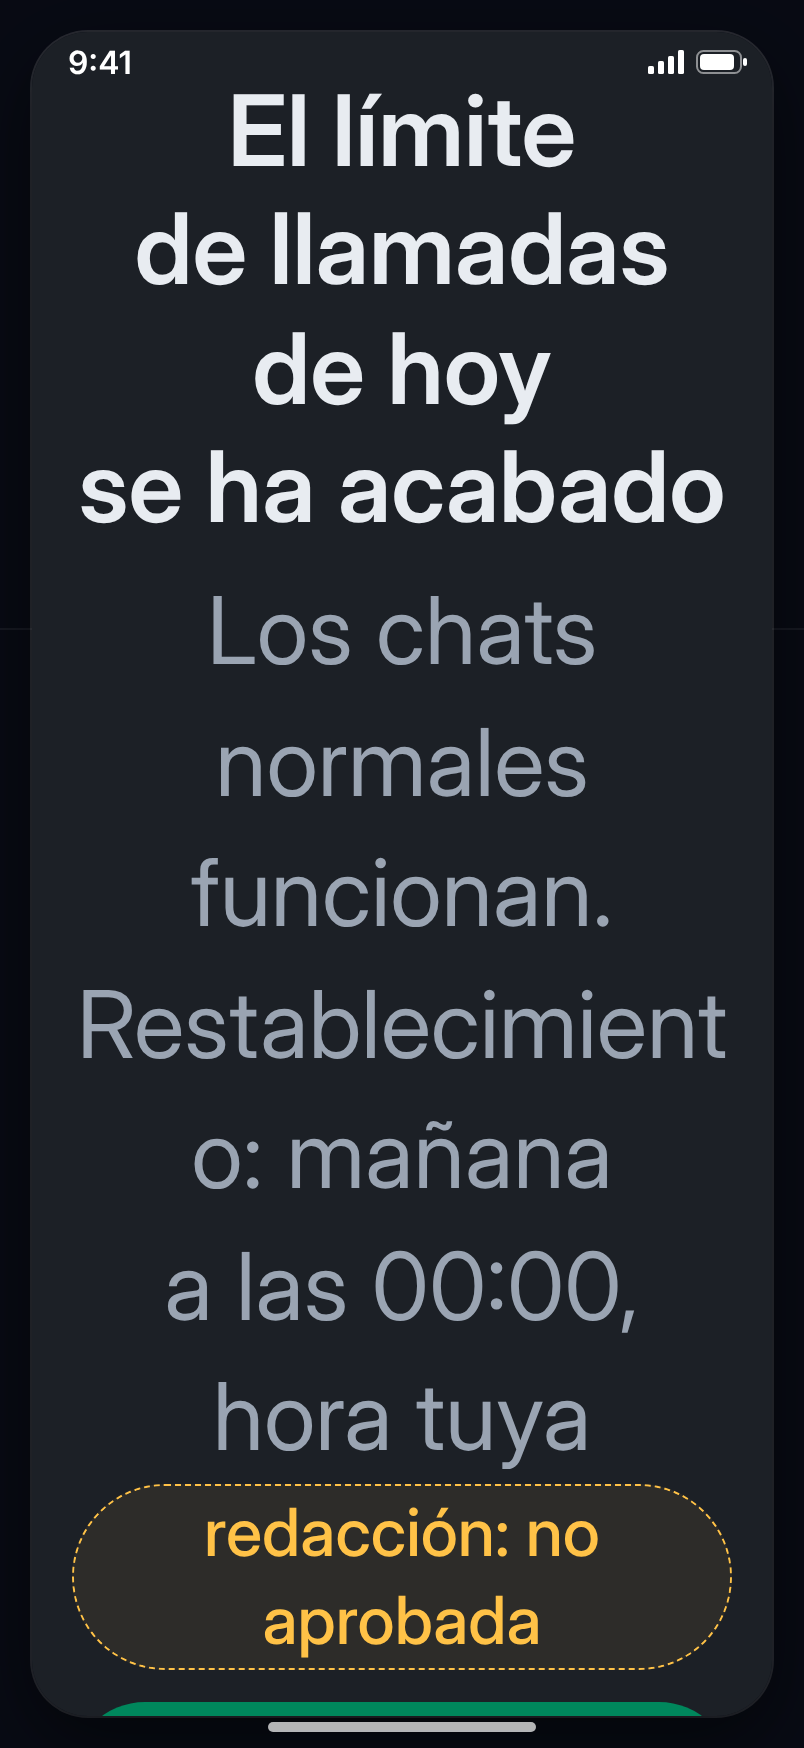 9:41
El límite
de llamadas
de hoy
se ha acabado
Los chats
normales
funcionan.
Restablecimient
o: mañana
a las 00:00,
hora tuya
redacción: no
aprobada